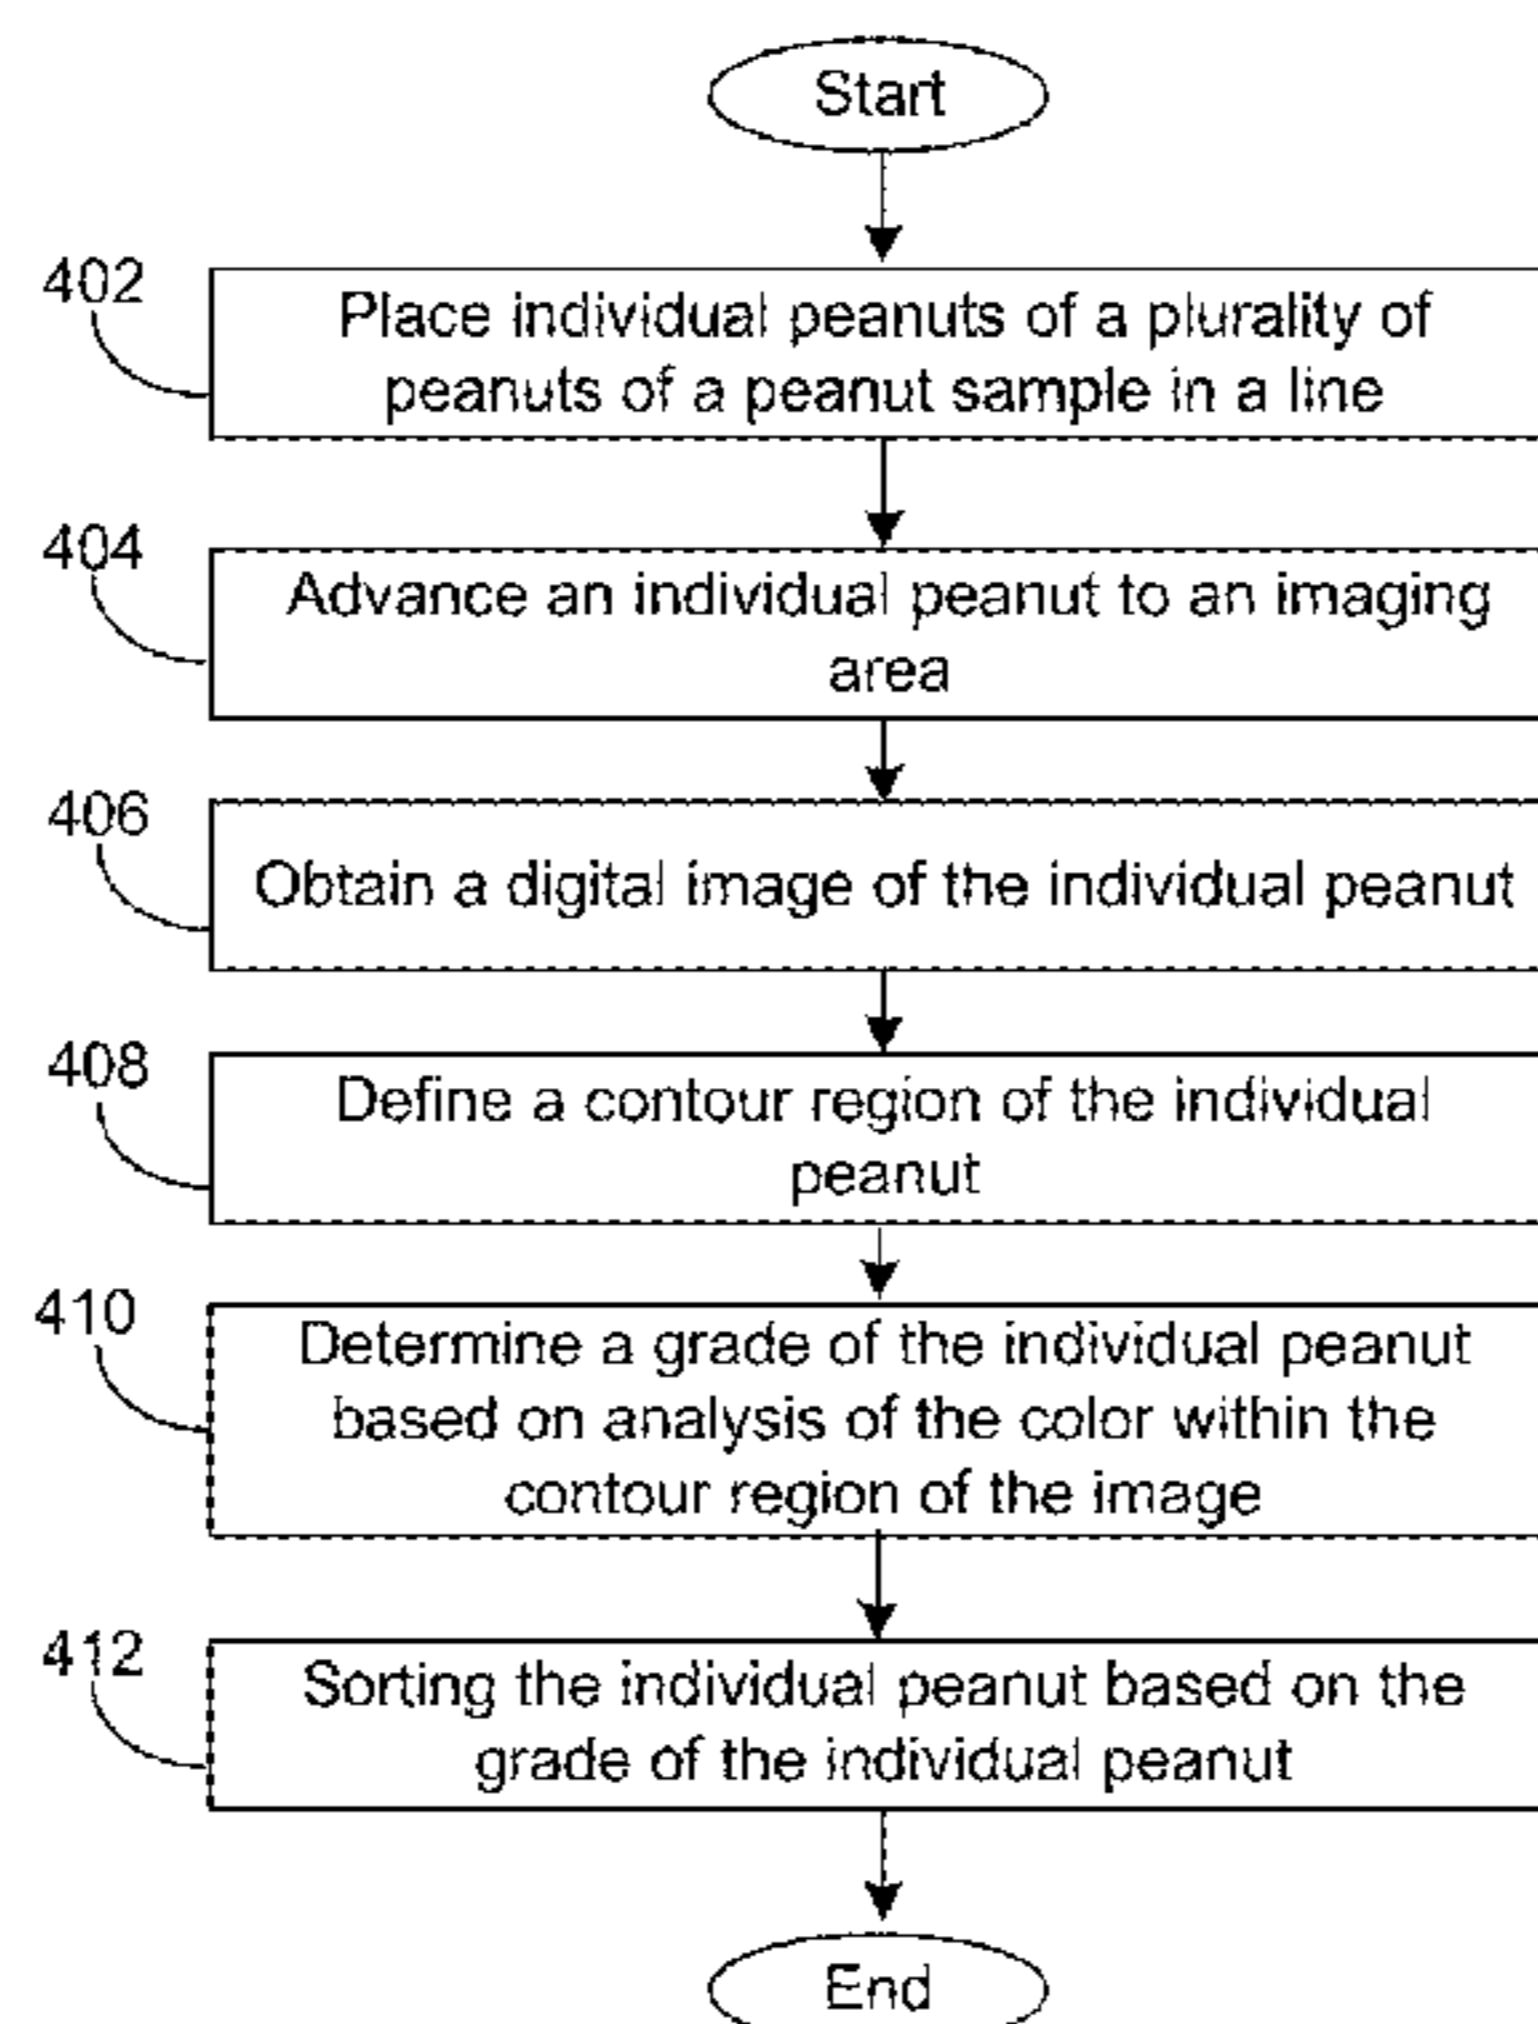 Start
402
Place individual peanuts of a plurality of
peanuts of a peanut sample in a line
404
Advance an individual peanut to an imaging
area
406
Obtain a digital image of the individual peanut
408
Define a contour region of the individual
peanut
410
Determine a grade of the individual peanut
based on analysis of the color within the
contour region of the image
412
Sorting the individual peanut based on the
grade of the individual peanut
End